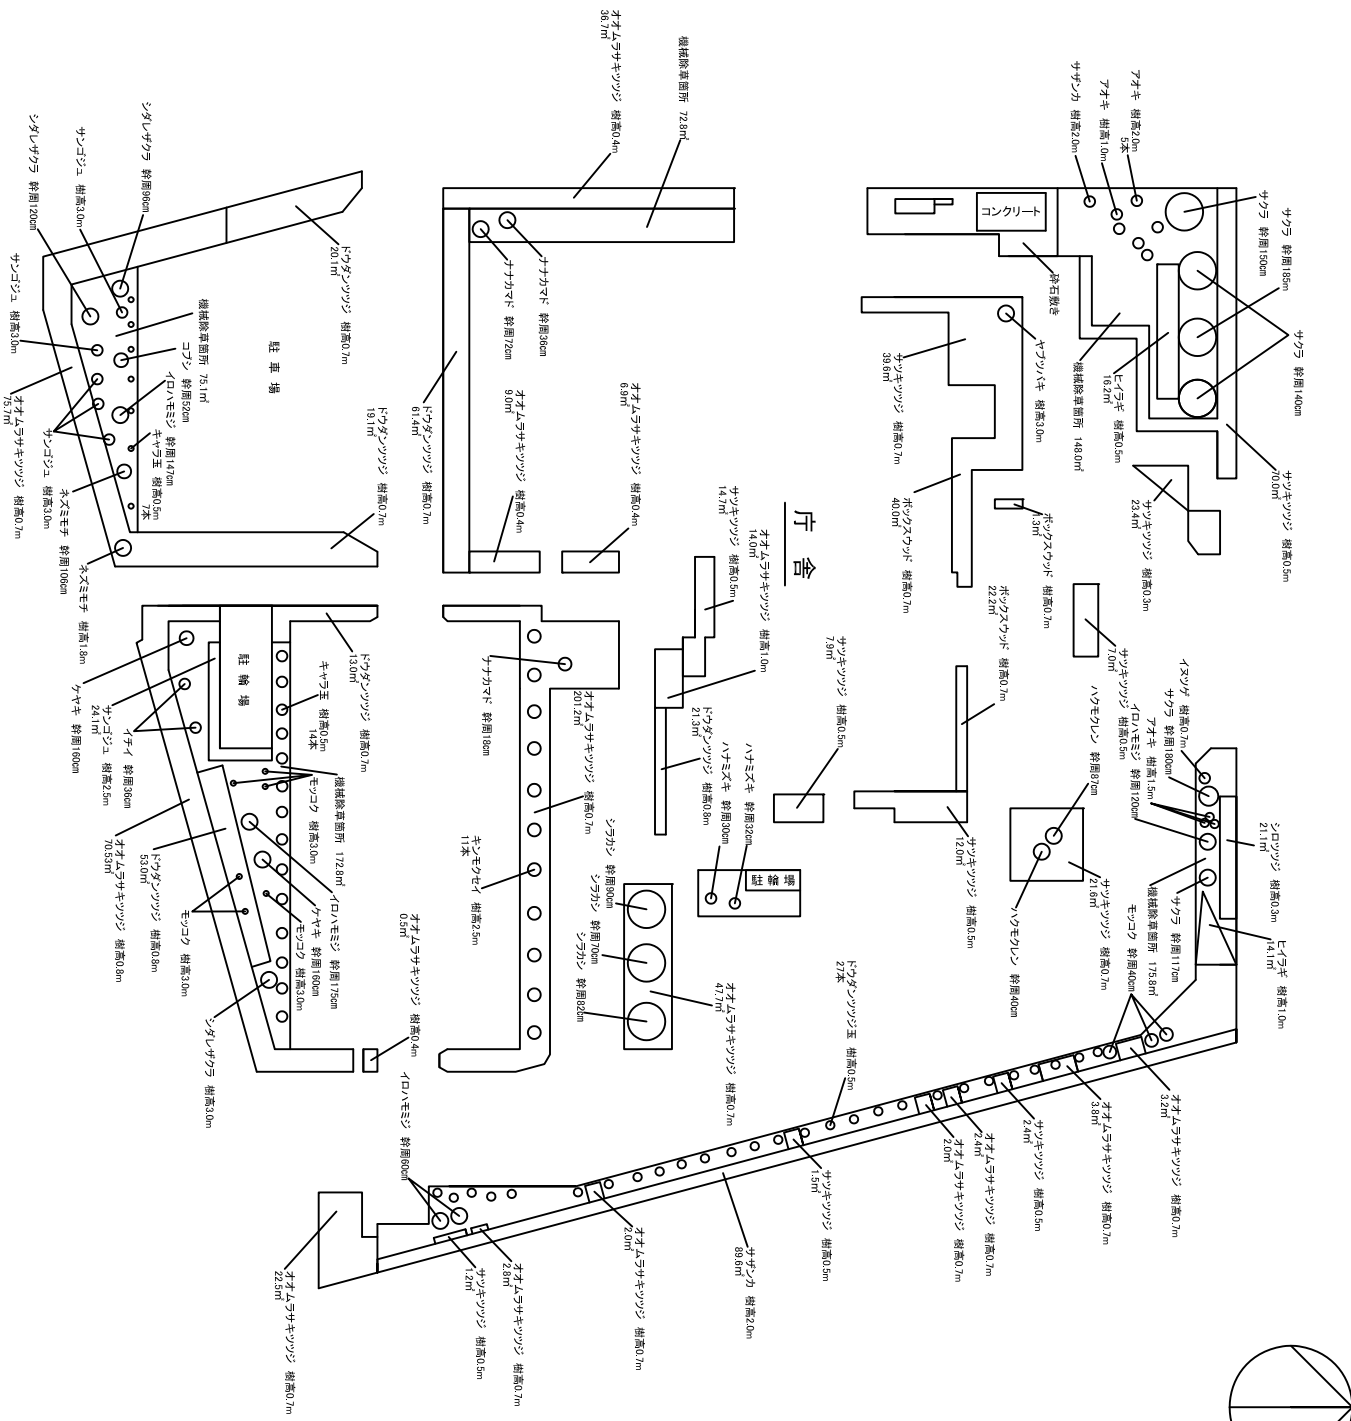 オオムラサキツツジ 樹高0.4m
36.7㎡
機械除草箇所 72.8㎡
サザンカ 樹高2.0m
アオキ 樹高1.0m
アオキ 樹高2.0m
5本
サクラ 幹周150cm
サクラ 幹周185m
サクラ 幹周140cm
コンクリート
砕石敷き
シダレザクラ 幹周96cm
サンゴジュ 樹高3.0m
シダレザクラ 幹周120cm
サンゴジュ 樹高3.0m
オオムラサキツツジ 樹高0.7m
75.7㎡
ドウダンツツジ 樹高0.7m
20.1㎡
機械除草箇所 75.1㎡
コブシ 幹周52cm
イロハモミジ 幹周147cm
キャラ玉 樹高0.5m
7本
サンゴジュ 樹高3.0m
ネズミモチ 幹周106cm
ネズミモチ 樹高1.8m
駐車場
ドウダンツツジ 樹高0.7m
19.1㎡
ナナカマド 幹周36cm
ナナカマド 幹周72cm
ドウダンツツジ 樹高0.7m
61.4㎡
オオムラサキツツジ 樹高0.4m
9.0㎡
オオムラサキツツジ 樹高0.4m
6.9㎡
ヤブツバキ 樹高3.0m
サツキツツジ 樹高0.7m
39.6㎡
ボックスウッド 樹高0.7m
40.0㎡
ボックスウッド 樹高0.7m
1.3㎡
機械除草箇所 148.0㎡
ヒイラギ 樹高0.5m
16.2㎡
サツキツツジ 樹高0.5m
70.0㎡
サツキツツジ 樹高0.3m
23.4㎡
庁舎
サツキツツジ 樹高0.5m
14.7㎡
オオムラサキツツジ 樹高1.0m
14.0㎡
ドウダンツツジ 樹高0.8m
21.3㎡
サツキツツジ 樹高0.5m
7.9㎡
ボックスウッド 樹高0.7m
22.2㎡
サツキツツジ 樹高0.5m
12.0㎡
サツキツツジ 樹高0.5m
7.0㎡
ハクモクレン 幹周87cm
ハクモクレン 幹周40cm
サツキツツジ 樹高0.7m
21.6㎡
イヌツゲ 樹高0.7m
サクラ 幹周180cm
アオキ 樹高1.5m
イロハモミジ 幹周120cm
シロツツジ 樹高0.3m
21.1㎡
ヒイラギ 樹高1.0m
14.1㎡
サクラ 幹周117cm
機械除草箇所 175.8㎡
モッコク 幹周40cm
ハナミズキ 幹周32cm
ハナミズキ 幹周30cm
駐輪場
シラカシ 幹周90cm
シラカシ 幹周70cm
シラカシ 幹周82cm
オオムラサキツツジ 樹高0.7m
47.7㎡
ナナカマド 幹周18cm
オオムラサキツツジ 樹高0.7m
201.2㎡
キンモクセイ 樹高2.5m
11本
駐輪場
ドウダンツツジ 樹高0.7m
13.0㎡
キャラ玉 樹高0.5m
14本
機械除草箇所 172.8㎡
モッコク 樹高3.0m
イロハモミジ 幹周175cm
ケヤキ 幹周160cm
モッコク 樹高3.0m
ケヤキ 幹周160cm
サンゴジュ 樹高2.5m
24.1㎡
イチイ 幹周36cm
オオムラサキツツジ 樹高0.8m
70.53㎡
ドウダンツツジ 樹高0.8m
53.0㎡
モッコク 樹高3.0m
シダレザクラ 樹高3.0m
オオムラサキツツジ 樹高0.4m
0.5㎡
ドウダンツツジ玉 樹高0.5m
27本
イロハモミジ 幹周60cm
オオムラサキツツジ 樹高0.7m
3.2㎡
オオムラサキツツジ 樹高0.7m
3.8㎡
サツキツツジ 樹高0.5m
2.4㎡
オオムラサキツツジ 樹高0.7m
2.4㎡
オオムラサキツツジ 樹高0.7m
2.0㎡
サツキツツジ 樹高0.5m
1.5㎡
サザンカ 樹高2.0m
89.6㎡
オオムラサキツツジ 樹高0.7m
2.0㎡
オオムラサキツツジ 樹高0.7m
2.8㎡
サツキツツジ 樹高0.5m
1.2㎡
オオムラサキツツジ 樹高0.7m
22.5㎡